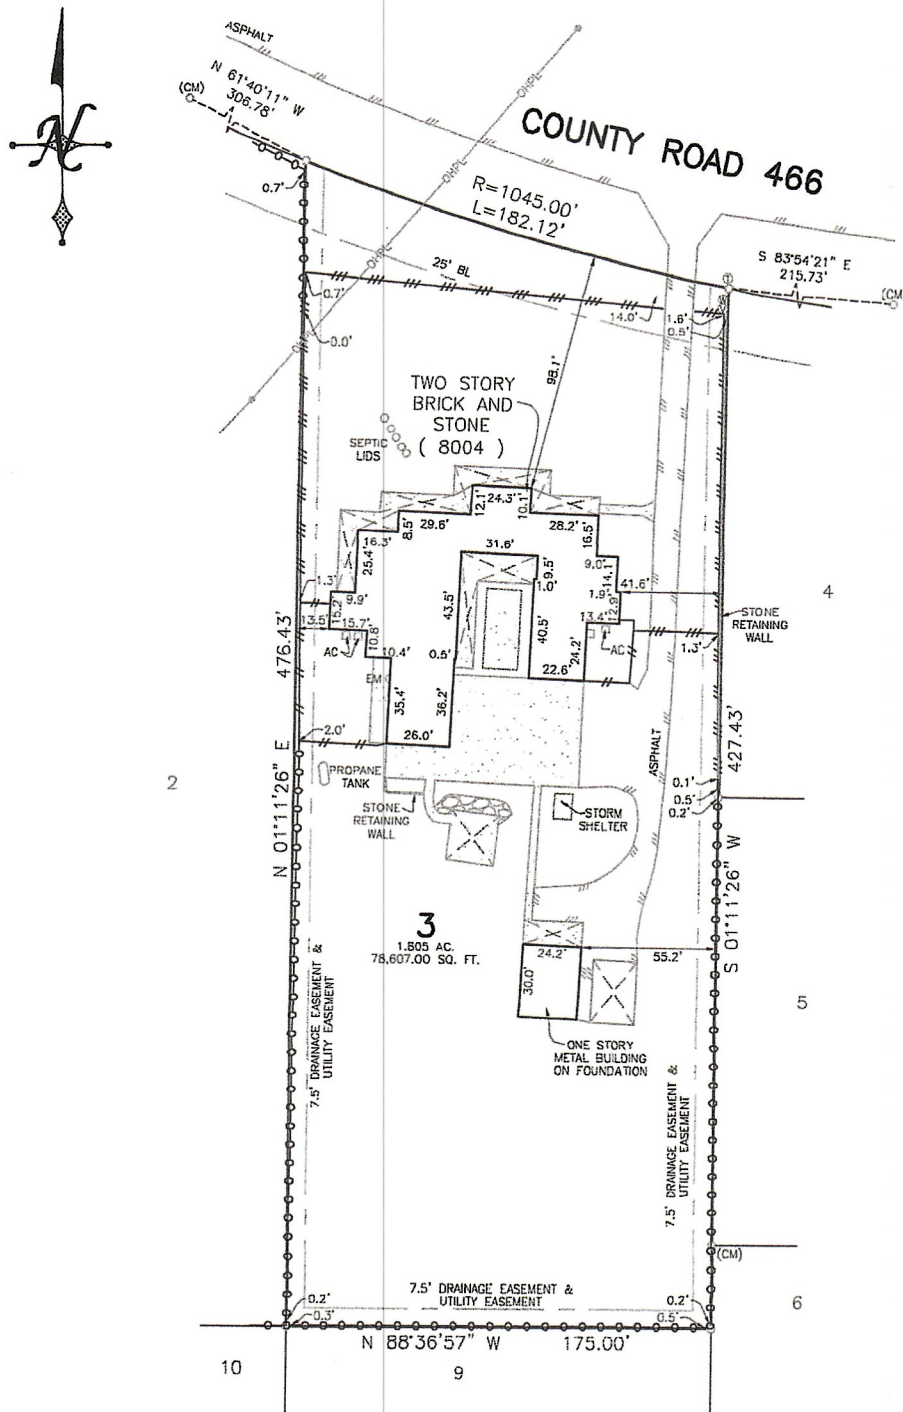 N
ASPHALT
(CM)
N 61°40'11" W
306.78'
OHPL
OHPL
OHPL
COUNTY ROAD 466
R=1045.00'
L=182.12'
S 83°54'21" E
215.73'
(CM
0.7'
25' BL
0.7'
0.0'
14.0'
1.6'
0.5'
98.1'
TWO STORY
BRICK AND
STONE
( 8004 )
SEPTIC
LIDS
24.3'
12.1'
10.1'
29.6'
8.5'
28.2'
16.5'
16.3'
25.4'
31.6'
9.5'
1.0'
9.0'
14.1'
1.9'
41.6'
12.9'
13.4'
1.3'
9.9'
15.2'
13.5'
15.7'
10.8'
10.4'
AC
43.5'
0.5'
40.5'
24.2'
22.6'
AC
1.3'
STONE
RETAINING
WALL
4
EM
35.4'
36.2'
26.0'
2.0'
N 01°11'26" E 476.43'
2
PROPANE
TANK
STONE
RETAINING
WALL
STORM
SHELTER
ASPHALT
427.43'
0.1'
0.5'
0.2'
S 01°11'26" W
3
1.805 AC.
78,607.00 SQ. FT.
24.2'
30.0'
55.2'
5
ONE STORY
METAL BUILDING
ON FOUNDATION
7.5' DRAINAGE EASEMENT &
UTILITY EASEMENT
7.5' DRAINAGE EASEMENT &
UTILITY EASEMENT
(CM)
7.5' DRAINAGE EASEMENT &
UTILITY EASEMENT
0.2'
0.3'
0.2'
0.5'
6
N 88°36'57" W 175.00'
10
9